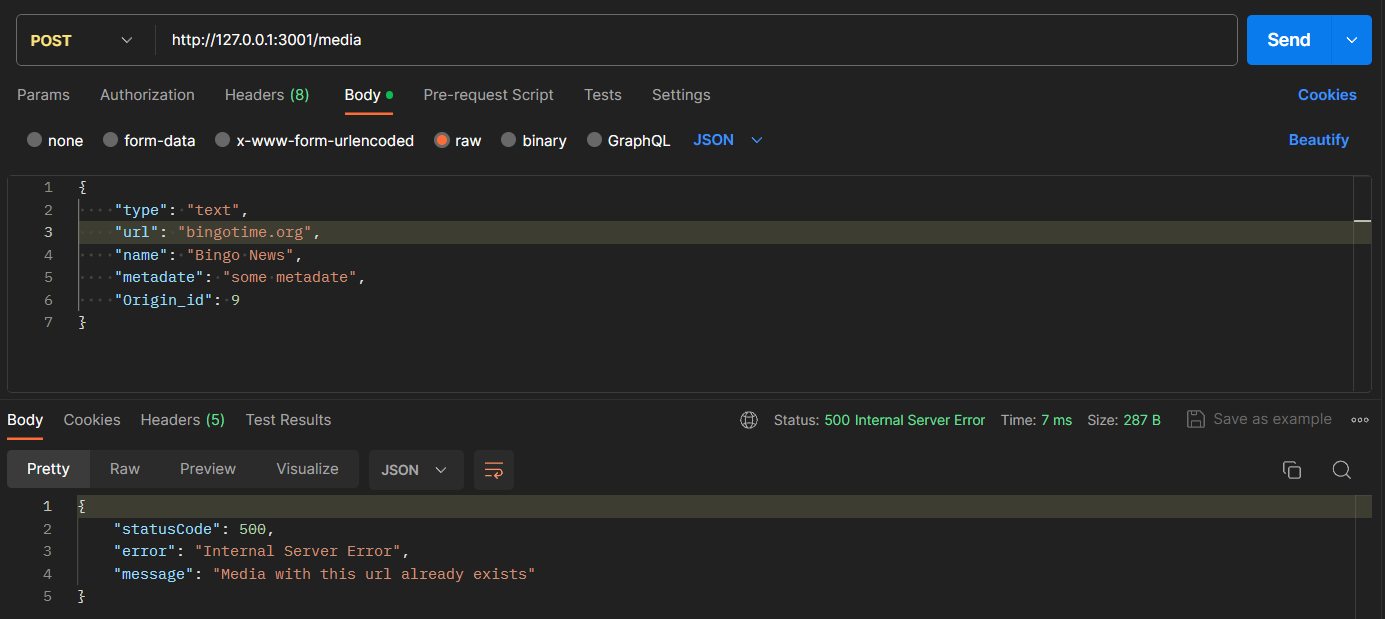 POST http://127.0.0.1:3001/media Send
Params Authorization Headers (8) Body Pre-request Script Tests Settings Cookies
none form-data x-www-form-urlencoded raw binary GraphQL JSON Beautify
1 {
2 "type": "text",
3 "url": "bingotime.org",
4 "name": "Bingo News",
5 "metadate": "some metadate",
6 "Origin_id": 9
7 }
Body Cookies Headers (5) Test Results Status: 500 Internal Server Error Time: 7 ms Size: 287 B Save as example
Pretty Raw Preview Visualize JSON
1 {
2 "statusCode": 500,
3 "error": "Internal Server Error",
4 "message": "Media with this url already exists"
5 }